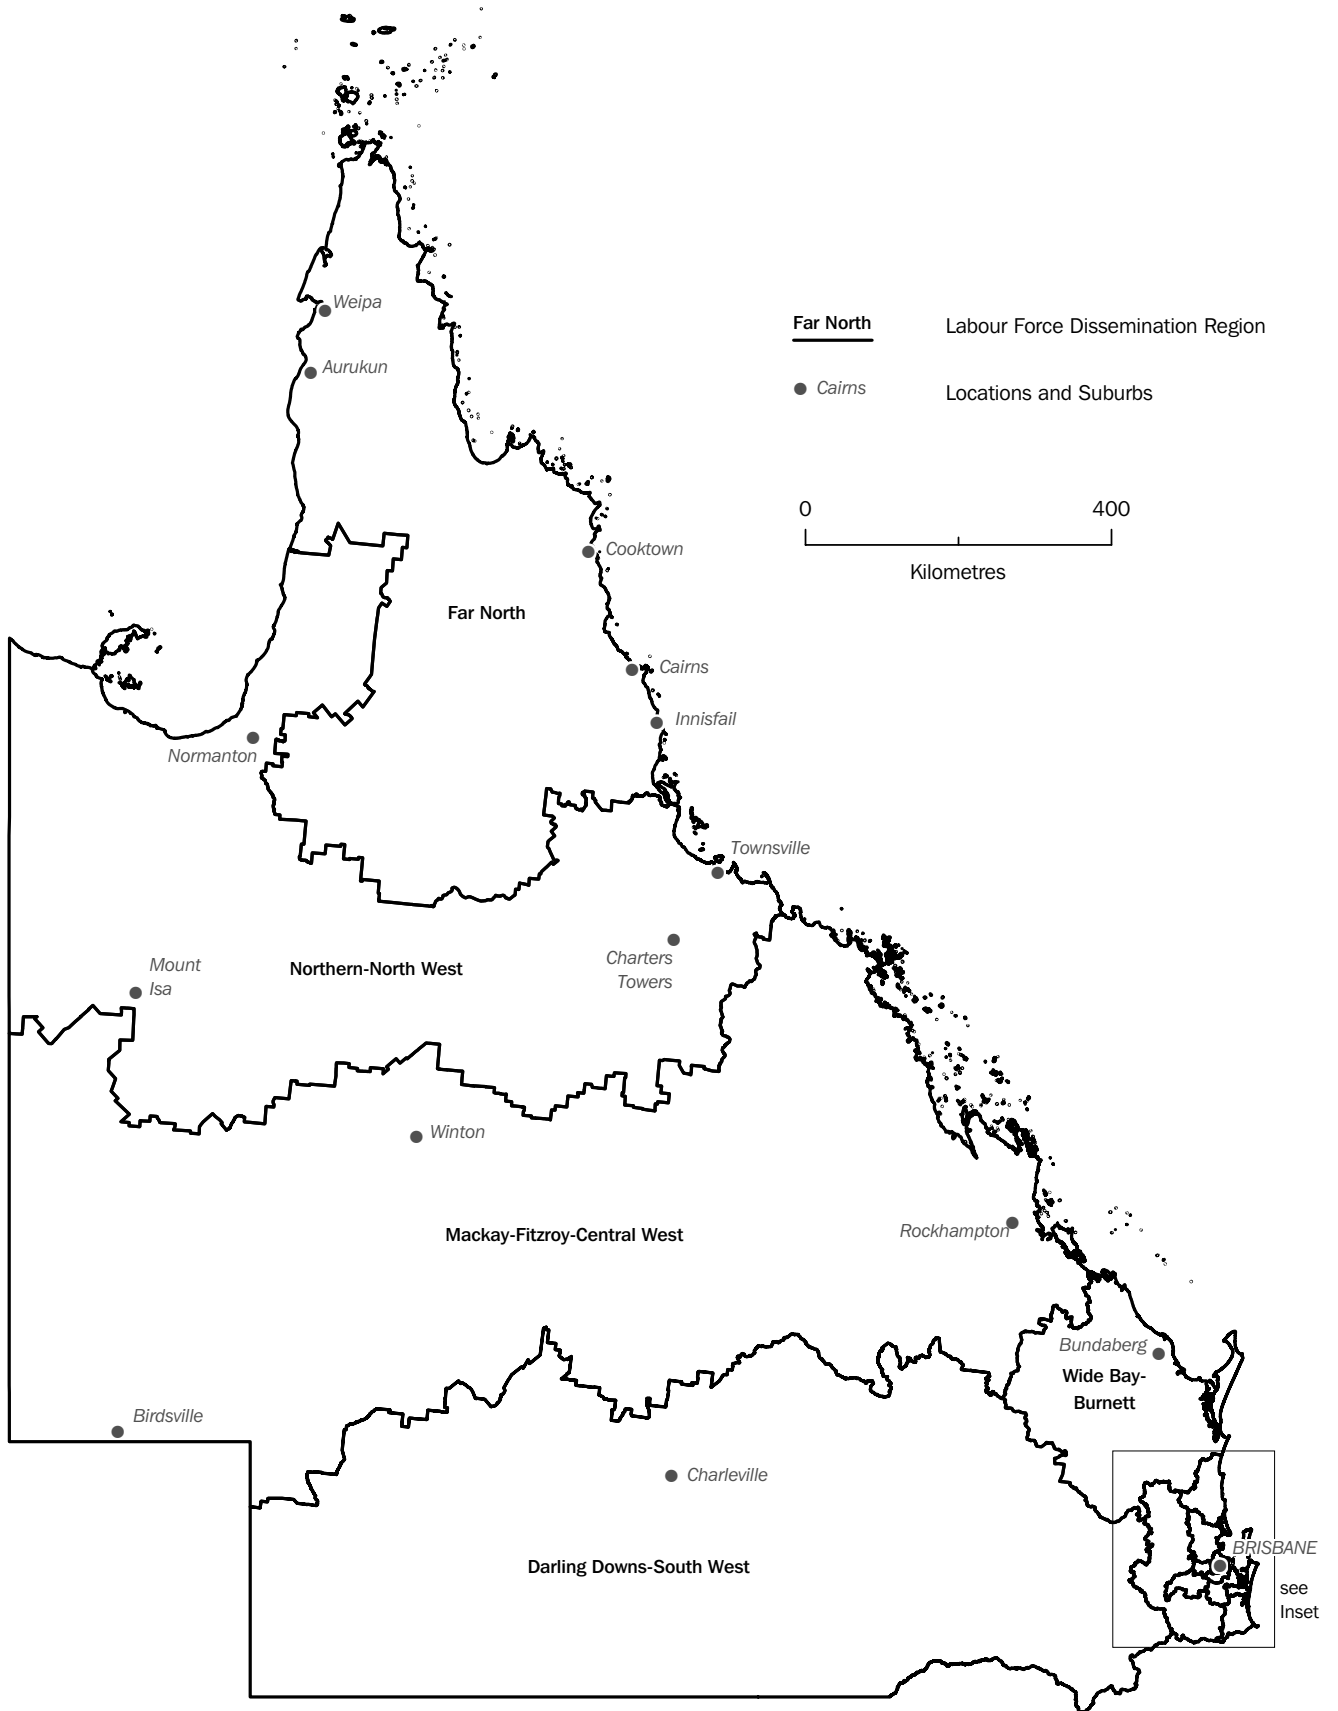 Weipa
Far North
Labour Force Dissemination Region
Aurukun
Cairns
Locations and Suburbs
0
400
Cooktown
Kilometres
Far North
Cairns
Innisfail
Normanton
Townsville
Charters
Towers
Mount
Isa
Northern-North West
Winton
Mackay-Fitzroy-Central West
Rockhampton
Bundaberg
Wide Bay-
Burnett
Birdsville
Charleville
BRISBANE
Darling Downs-South West
see
Inset